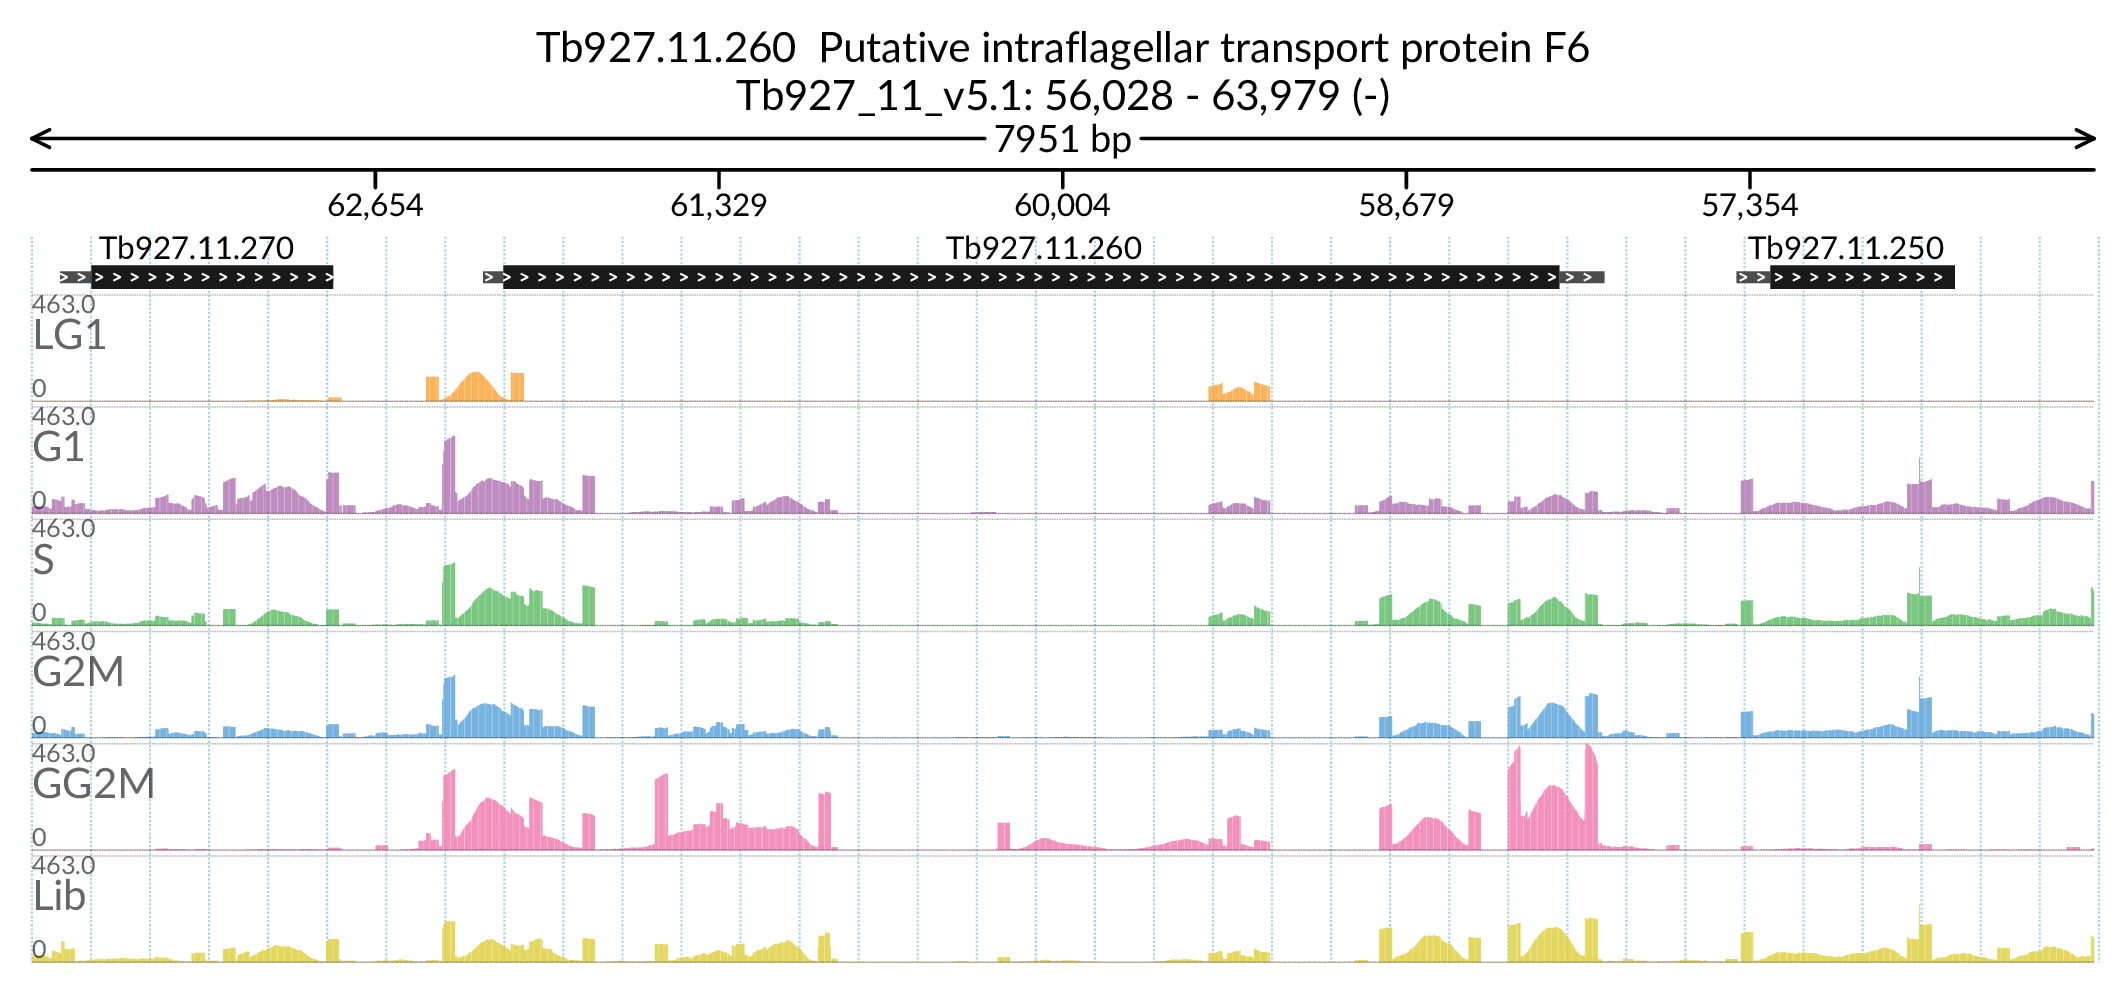 Tb927.11.260  Putative intraflagellar transport protein F6
Tb927_11_v5.1: 56,028 - 63,979 (-)
7951 bp
62,654 61,329 60,004 58,679 57,354
Tb927.11.270 Tb927.11.260 Tb927.11.250
463.0
LG1
0
463.0
G1
0
463.0
S
0
463.0
G2M
0
463.0
GG2M
0
463.0
Lib
0